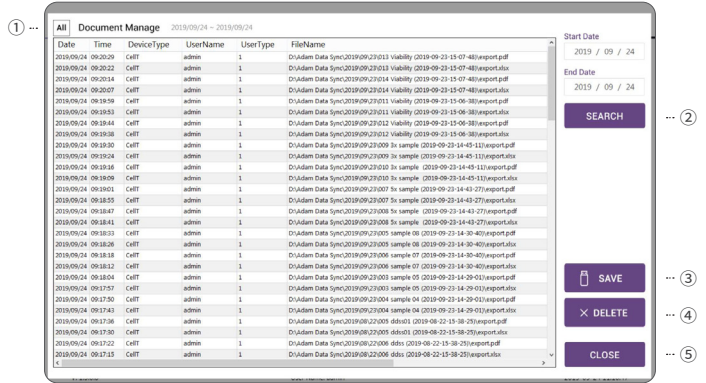 ① All Document Manage 2019/09/24 ~ 2019/09/24
Date Time DeviceType UserName UserType FileName
2019/09/24 09:20:29 CellT admin 1 D:\Adam Data Sync\2019\09\23\013 Viability (2019-09-23-15-07-48)\export.pdf
2019/09/24 09:20:22 CellT admin 1 D:\Adam Data Sync\2019\09\23\013 Viability (2019-09-23-15-07-48)\export.xlsx
2019/09/24 09:20:14 CellT admin 1 D:\Adam Data Sync\2019\09\23\014 Viability (2019-09-23-15-07-48)\export.pdf
2019/09/24 09:20:07 CellT admin 1 D:\Adam Data Sync\2019\09\23\014 Viability (2019-09-23-15-07-48)\export.xlsx
2019/09/24 09:19:59 CellT admin 1 D:\Adam Data Sync\2019\09\23\011 Viability (2019-09-23-15-06-38)\export.pdf
2019/09/24 09:19:53 CellT admin 1 D:\Adam Data Sync\2019\09\23\011 Viability (2019-09-23-15-06-38)\export.xlsx
2019/09/24 09:19:44 CellT admin 1 D:\Adam Data Sync\2019\09\23\012 Viability (2019-09-23-15-06-38)\export.pdf
2019/09/24 09:19:38 CellT admin 1 D:\Adam Data Sync\2019\09\23\012 Viability (2019-09-23-15-06-38)\export.xlsx
2019/09/24 09:19:30 CellT admin 1 D:\Adam Data Sync\2019\09\23\009 3x sample (2019-09-23-14-45-11)\export.pdf
2019/09/24 09:19:24 CellT admin 1 D:\Adam Data Sync\2019\09\23\009 3x sample (2019-09-23-14-45-11)\export.xlsx
2019/09/24 09:19:16 CellT admin 1 D:\Adam Data Sync\2019\09\23\010 3x sample (2019-09-23-14-45-11)\export.pdf
2019/09/24 09:19:09 CellT admin 1 D:\Adam Data Sync\2019\09\23\010 3x sample (2019-09-23-14-45-11)\export.xlsx
2019/09/24 09:19:01 CellT admin 1 D:\Adam Data Sync\2019\09\23\007 5x sample (2019-09-23-14-43-27)\export.pdf
2019/09/24 09:18:55 CellT admin 1 D:\Adam Data Sync\2019\09\23\007 5x sample (2019-09-23-14-43-27)\export.xlsx
2019/09/24 09:18:47 CellT admin 1 D:\Adam Data Sync\2019\09\23\008 5x sample (2019-09-23-14-43-27)\export.pdf
2019/09/24 09:18:41 CellT admin 1 D:\Adam Data Sync\2019\09\23\008 5x sample (2019-09-23-14-43-27)\export.xlsx
2019/09/24 09:18:33 CellT admin 1 D:\Adam Data Sync\2019\09\23\005 sample 08 (2019-09-23-14-30-40)\export.pdf
2019/09/24 09:18:26 CellT admin 1 D:\Adam Data Sync\2019\09\23\005 sample 08 (2019-09-23-14-30-40)\export.xlsx
2019/09/24 09:18:18 CellT admin 1 D:\Adam Data Sync\2019\09\23\006 sample 07 (2019-09-23-14-30-40)\export.pdf
2019/09/24 09:18:12 CellT admin 1 D:\Adam Data Sync\2019\09\23\006 sample 07 (2019-09-23-14-30-40)\export.xlsx
2019/09/24 09:18:04 CellT admin 1 D:\Adam Data Sync\2019\09\23\003 sample 05 (2019-09-23-14-29-01)\export.pdf
2019/09/24 09:17:57 CellT admin 1 D:\Adam Data Sync\2019\09\23\003 sample 05 (2019-09-23-14-29-01)\export.xlsx
2019/09/24 09:17:50 CellT admin 1 D:\Adam Data Sync\2019\09\23\004 sample 04 (2019-09-23-14-29-01)\export.pdf
2019/09/24 09:17:43 CellT admin 1 D:\Adam Data Sync\2019\09\23\004 sample 04 (2019-09-23-14-29-01)\export.xlsx
2019/09/24 09:17:36 CellT admin 1 D:\Adam Data Sync\2019\08\22\005 ddss01 (2019-08-22-15-38-25)\export.pdf
2019/09/24 09:17:30 CellT admin 1 D:\Adam Data Sync\2019\08\22\005 ddss01 (2019-08-22-15-38-25)\export.xlsx
2019/09/24 09:17:22 CellT admin 1 D:\Adam Data Sync\2019\08\22\006 ddss (2019-08-22-15-38-25)\export.pdf
2019/09/24 09:17:15 CellT admin 1 D:\Adam Data Sync\2019\08\22\006 ddss (2019-08-22-15-38-25)\export.xlsx
Start Date
2019 / 09 / 24
End Date
2019 / 09 / 24
SEARCH ②
SAVE ③
DELETE ④
CLOSE ⑤